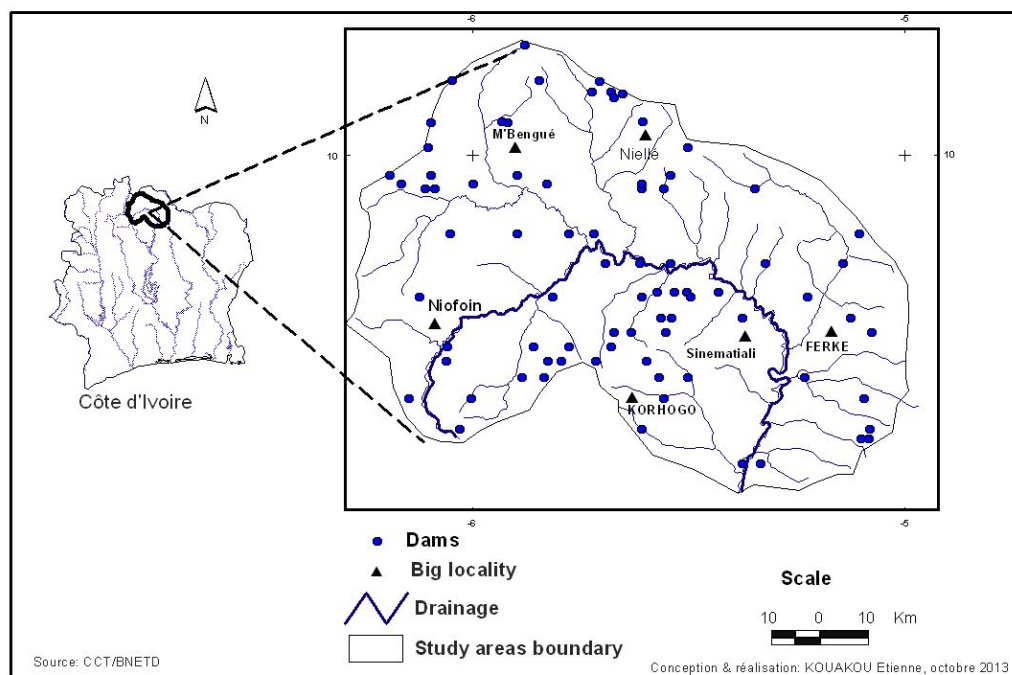 -6
-5
N
M'Bengué
Niellé
10
10
Niofoin
Sinematiali
FERKE
KORHOGO
Côte d'Ivoire
-6
-5
Dams
Big locality
Drainage
Study areas boundary
Scale
10 0 10 Km
Source: CCT/BNETD
Conception & réalisation: KOUAKOU Etienne, octobre 2013